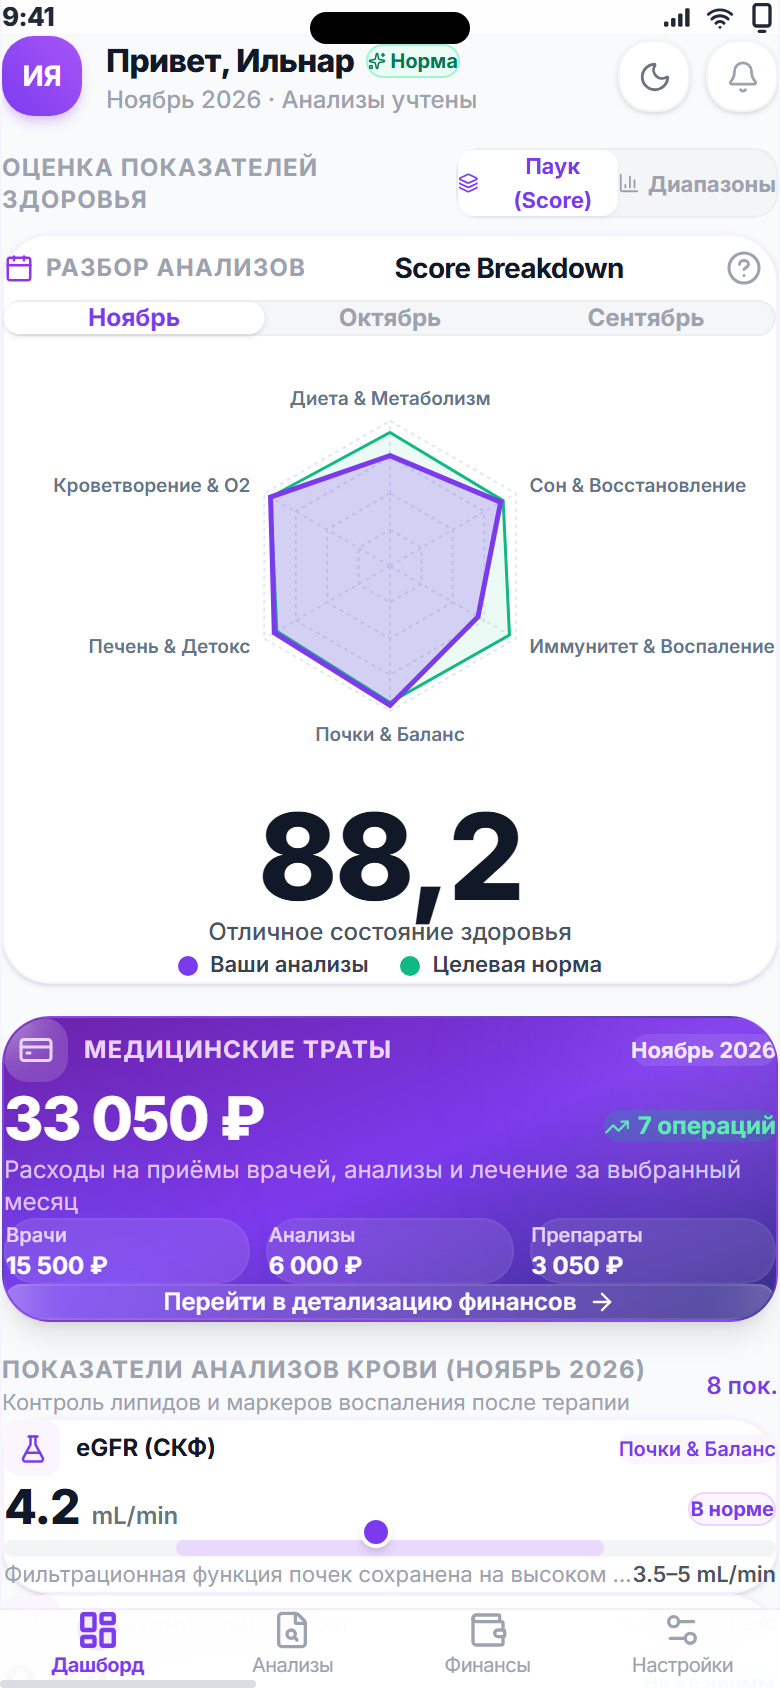 9:41
ИЯ
Привет, Ильнар
Норма
Ноябрь 2026 · Анализы учтены
ОЦЕНКА ПОКАЗАТЕЛЕЙ
ЗДОРОВЬЯ
Паук
(Score)
Диапазоны
РАЗБОР АНАЛИЗОВ
Score Breakdown
Ноябрь
Октябрь
Сентябрь
Диета & Метаболизм
Кроветворение & O2
Сон & Восстановление
Печень & Детокс
Иммунитет & Воспаление
Почки & Баланс
88,2
Отличное состояние здоровья
Ваши анализы
Целевая норма
МЕДИЦИНСКИЕ ТРАТЫ
Ноябрь 2026
33 050 ₽
7 операций
Расходы на приёмы врачей, анализы и лечение за выбранный
месяц
Врачи
Анализы
Препараты
15 500 ₽
6 000 ₽
3 050 ₽
Перейти в детализацию финансов
ПОКАЗАТЕЛИ АНАЛИЗОВ КРОВИ (НОЯБРЬ 2026)
8 пок.
Контроль липидов и маркеров воспаления после терапии
eGFR (СКФ)
Почки & Баланс
4.2 mL/min
В норме
Фильтрационная функция почек сохранена на высоком ...
3.5–5 mL/min
Дашборд
Анализы
Финансы
Настройки